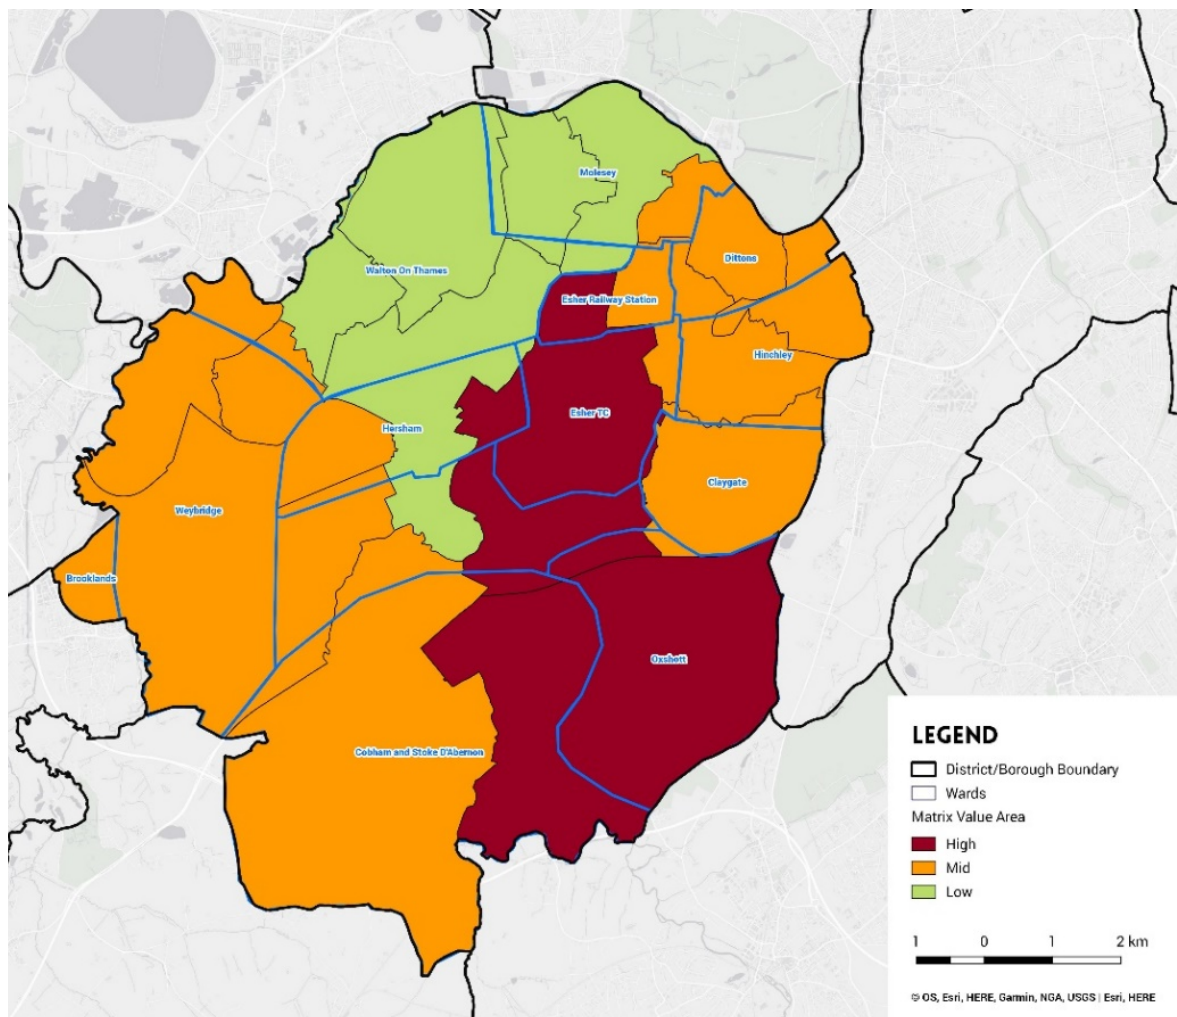 Molesey
Walton On Thames
Dittons
Esher Railway Station
Hinchley
Esher TC
Hersham
Claygate
Weybridge
Brooklands
Oxshott
Cobham and Stoke D'Abernon
LEGEND
District/Borough Boundary
Wards
Matrix Value Area
High
Mid
Low
1 0 1 2 km
© OS, Esri, HERE, Garmin, NGA, USGS | Esri, HERE